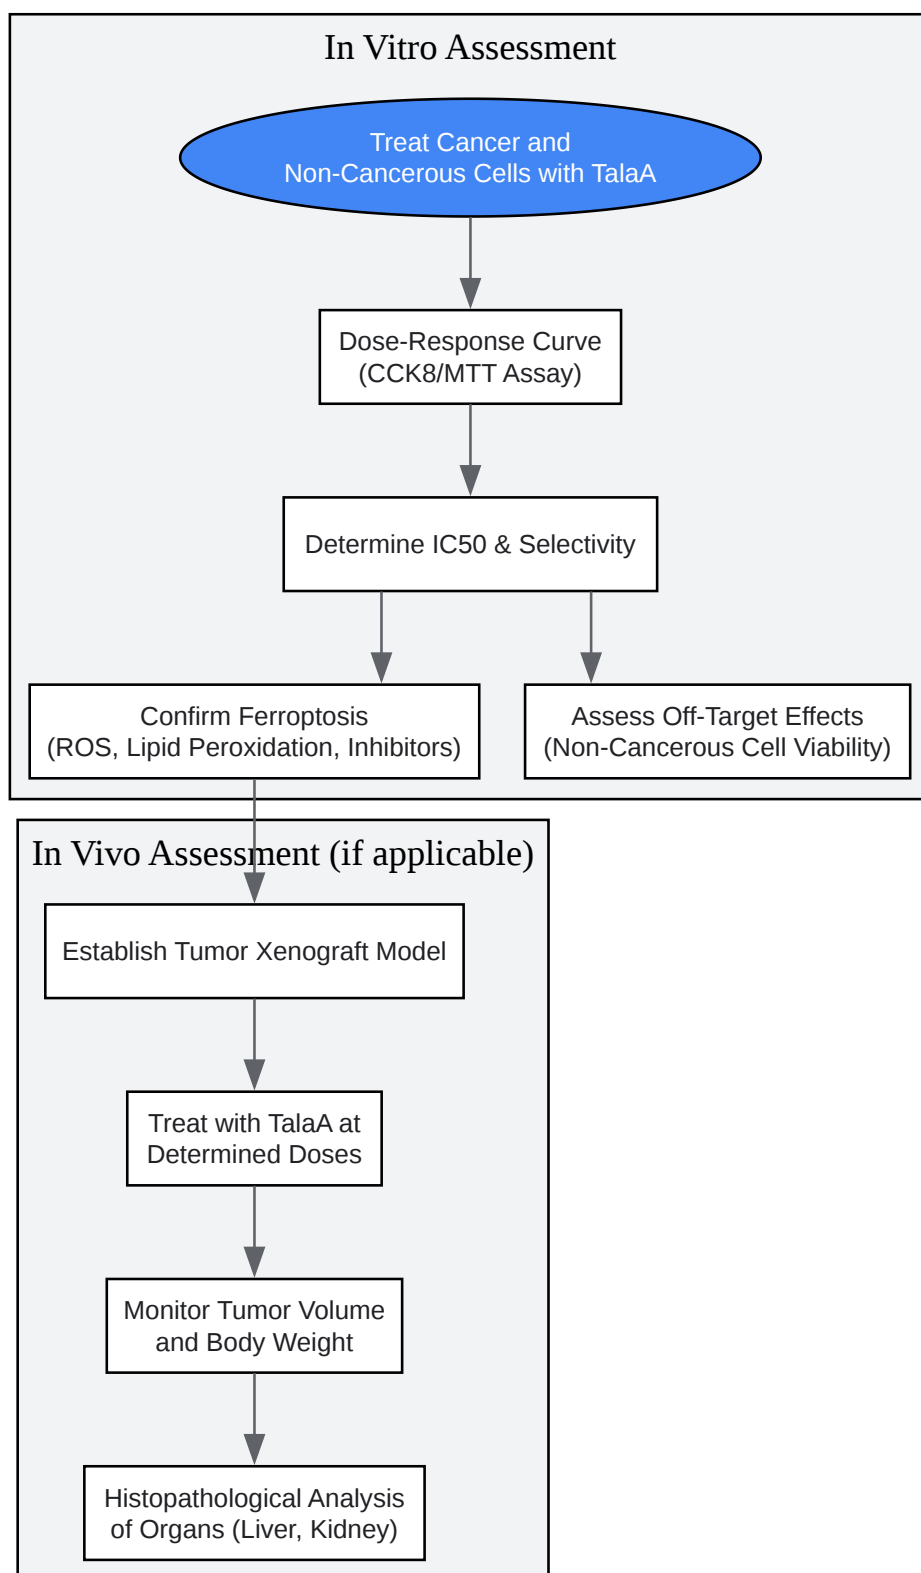 In Vitro Assessment
Treat Cancer and
Non-Cancerous Cells with TalaA
Dose-Response Curve
(CCK8/MTT Assay)
Determine IC50 & Selectivity
Confirm Ferroptosis
(ROS, Lipid Peroxidation, Inhibitors)
Assess Off-Target Effects
(Non-Cancerous Cell Viability)
In Vivo Assessment (if applicable)
Establish Tumor Xenograft Model
Treat with TalaA at
Determined Doses
Monitor Tumor Volume
and Body Weight
Histopathological Analysis
of Organs (Liver, Kidney)